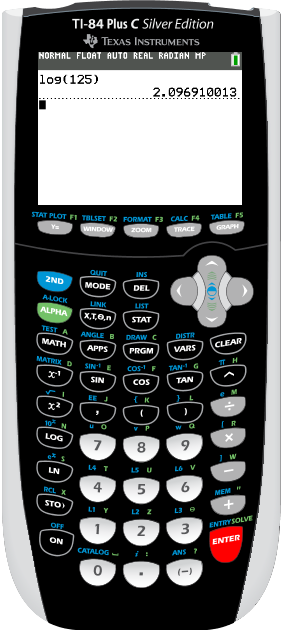 TI-84 Plus C Silver Edition
TEXAS INSTRUMENTS
NORMAL FLOAT AUTO REAL RADIAN MP
log(125)
2.096910013
STAT PLOT F1 TBLSET F2 FORMAT F3 CALC F4 TABLE F5
Y= WINDOW ZOOM TRACE GRAPH
QUIT INS
2ND MODE DEL
A-LOCK LINK LIST
ALPHA X,T,θ,n STAT
TEST A ANGLE B DRAW C DISTR
MATH APPS PRGM VARS CLEAR
MATRIX D SIN⁻¹ E COS⁻¹ F TAN⁻¹ G π H
x⁻¹ SIN COS TAN ^
√ I EE J { K } L e M
x² , ( ) ÷
10ˣ N u O v P w Q [ R
LOG 7 8 9 ×
eˣ S L4 T L5 U L6 V ] W
LN 4 5 6 −
RCL X L1 Y L2 Z L3 θ MEM "
STO› 1 2 3 +
OFF CATALOG ⎵ i : ANS ? ENTRY SOLVE
ON 0 . (−) ENTER